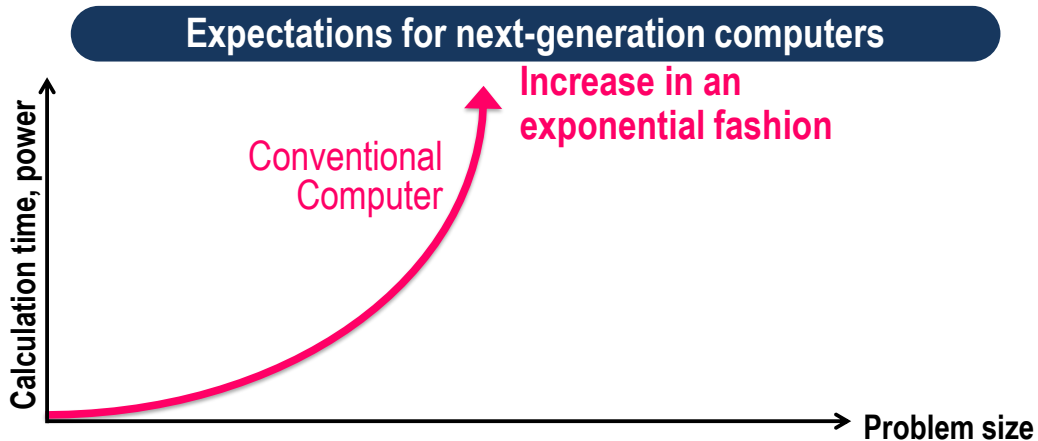 Expectations for next-generation computers
Increase in an
exponential fashion
Conventional
Computer
Calculation time, power
Problem size